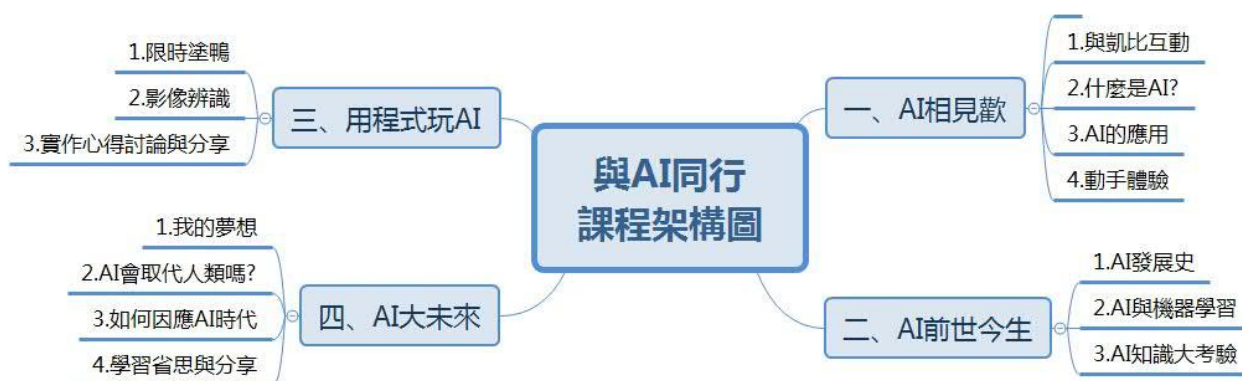 與AI同行
課程架構圖
一、AI相見歡
1.與凱比互動
2.什麼是AI?
3.AI的應用
4.動手體驗
二、AI前世今生
1.AI發展史
2.AI與機器學習
3.AI知識大考驗
三、用程式玩AI
1.限時塗鴨
2.影像辨識
3.實作心得討論與分享
四、AI大未來
1.我的夢想
2.AI會取代人類嗎?
3.如何因應AI時代
4.學習省思與分享